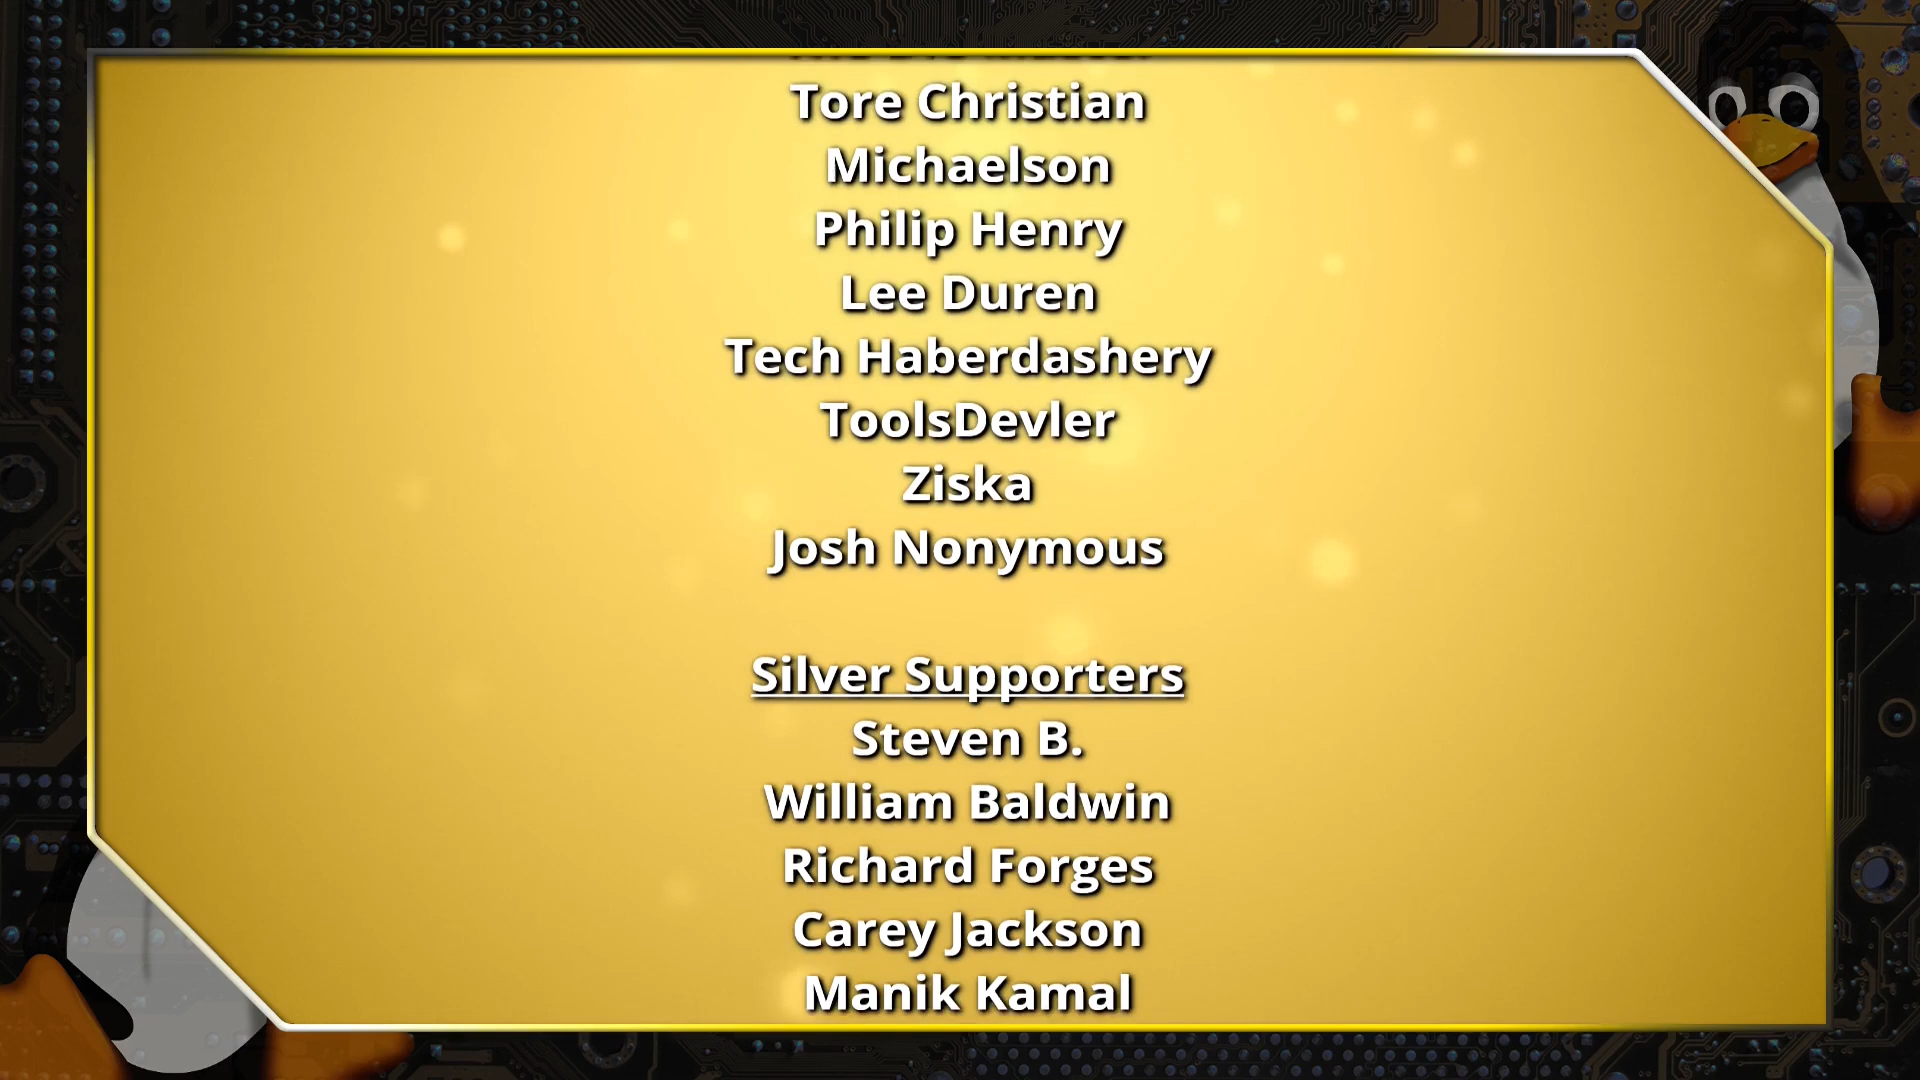 Tore Christian
Michaelson
Philip Henry
Lee Duren
Tech Haberdashery
ToolsDevler
Ziska
Josh Nonymous
Silver Supporters
Steven B.
William Baldwin
Richard Forges
Carey Jackson
Manik Kamal